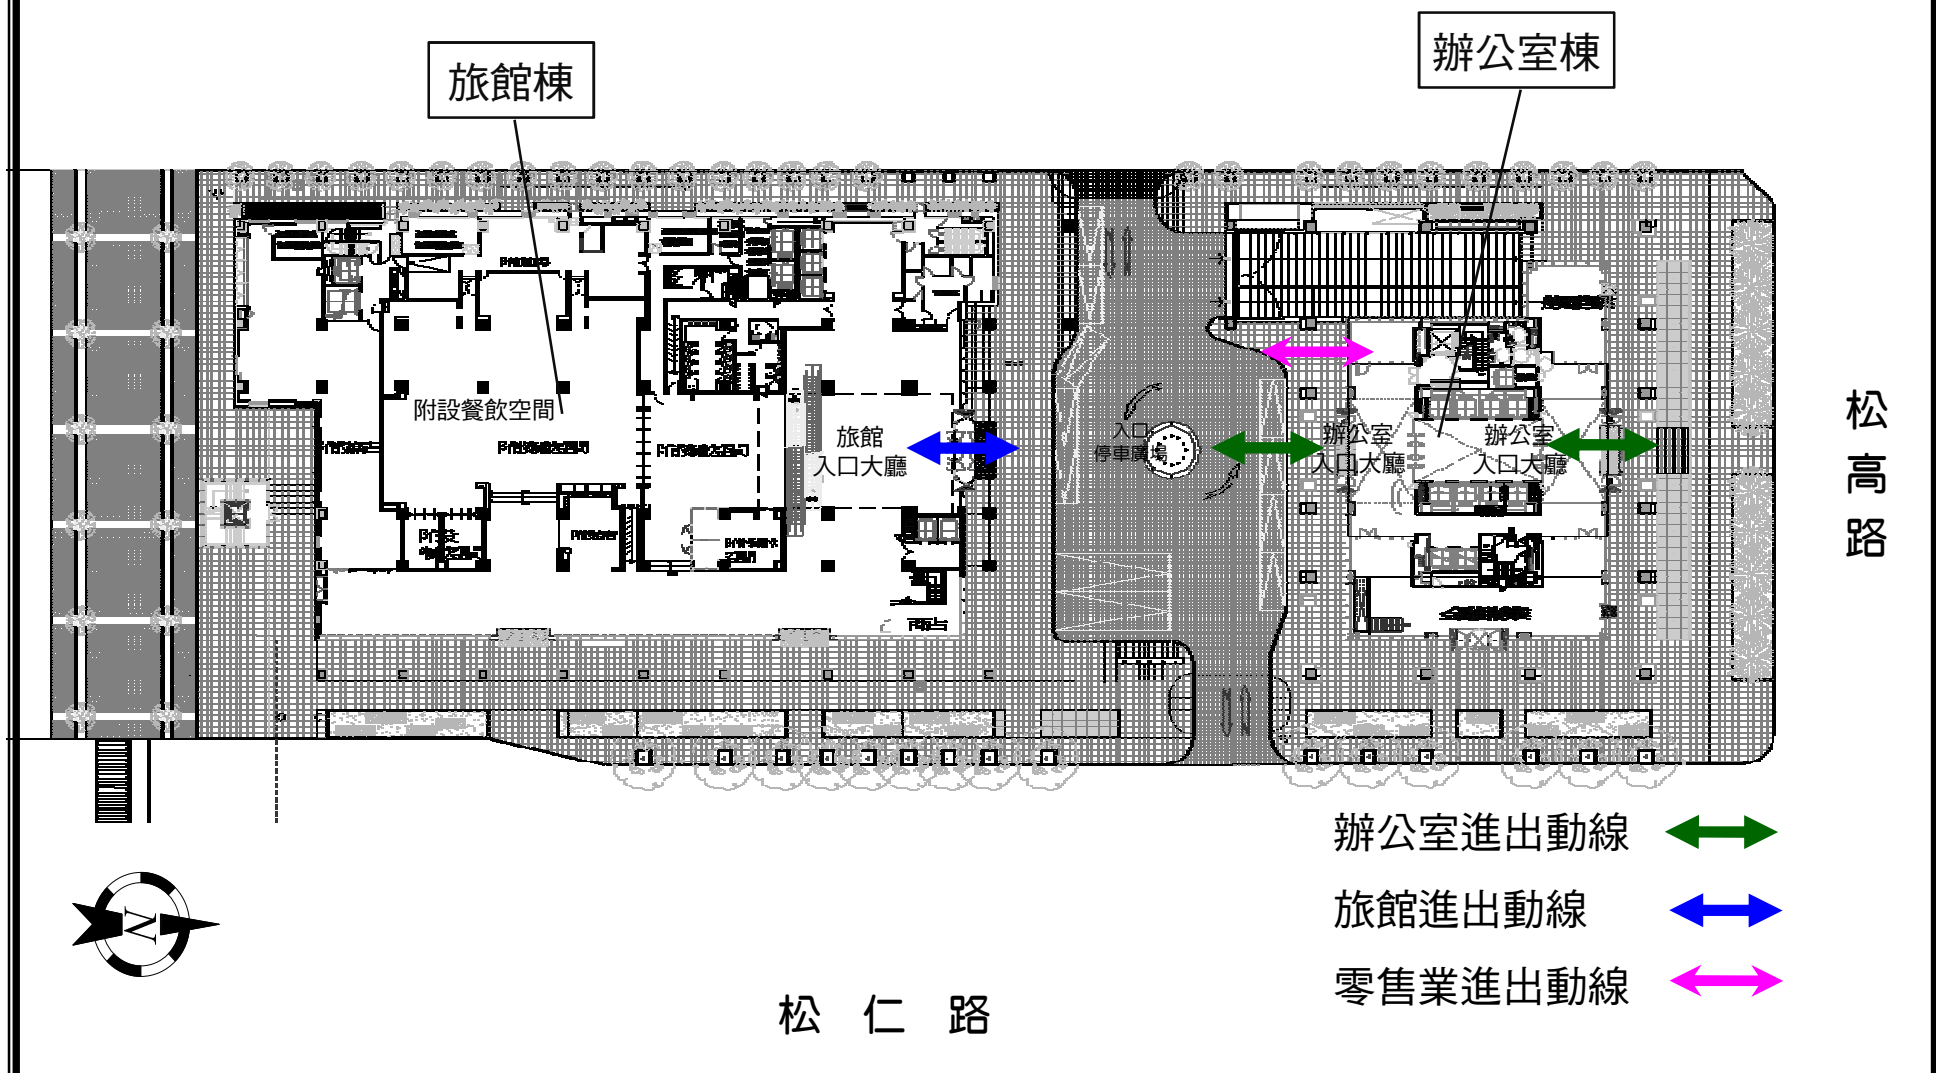 旅館棟
辦公室棟
附設餐飲空間
旅館
入口大廳
入口
停車廣場
辦公室
入口大廳
辦公室
入口大廳
松高路
辦公室進出動線
旅館進出動線
零售業進出動線
松仁路
N